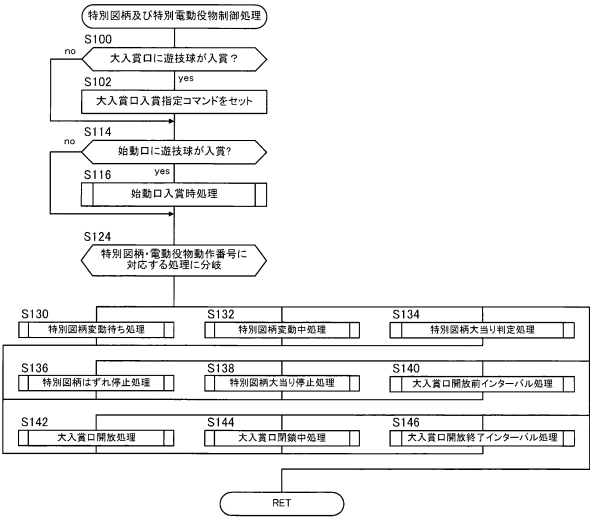 特別図柄及び特別電動役物制御処理
S100
no
大入賞口に遊技球が入賞？
yes
S102
大入賞口入賞指定コマンドをセット
S114
no
始動口に遊技球が入賞?
yes
S116
始動口入賞時処理
S124
特別図柄・電動役物動作番号に
対応する処理に分岐
S130
S132
S134
特別図柄変動待ち処理
特別図柄変動中処理
特別図柄大当り判定処理
S136
S138
S140
特別図柄はずれ停止処理
特別図柄大当り停止処理
大入賞口開放前インターバル処理
S142
S144
S146
大入賞口開放処理
大入賞口閉鎖中処理
大入賞口開放終了インターバル処理
RET